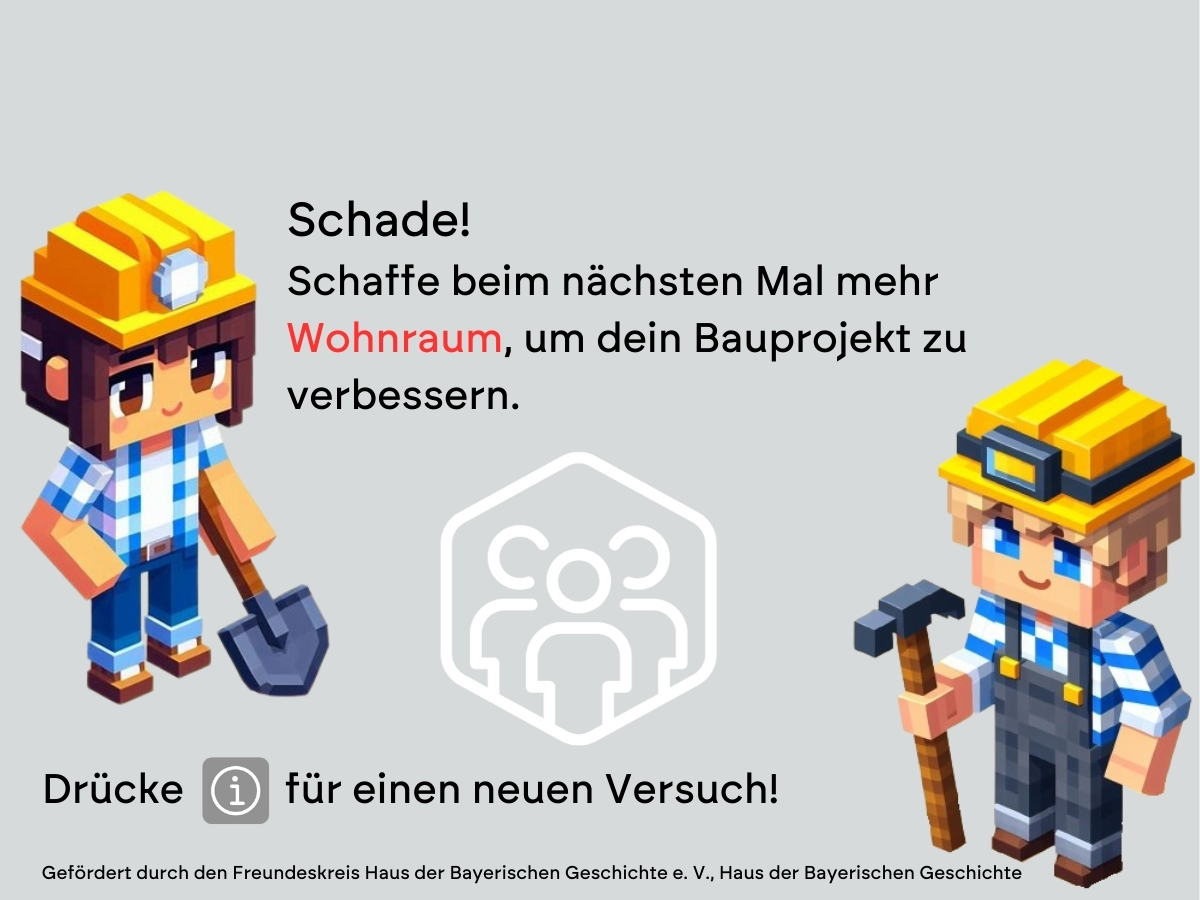 Schade!
Schaffe beim nächsten Mal mehr
Wohnraum, um dein Bauprojekt zu
verbessern.
Drücke i für einen neuen Versuch!
Gefördert durch den Freundeskreis Haus der Bayerischen Geschichte e. V., Haus der Bayerischen Geschichte